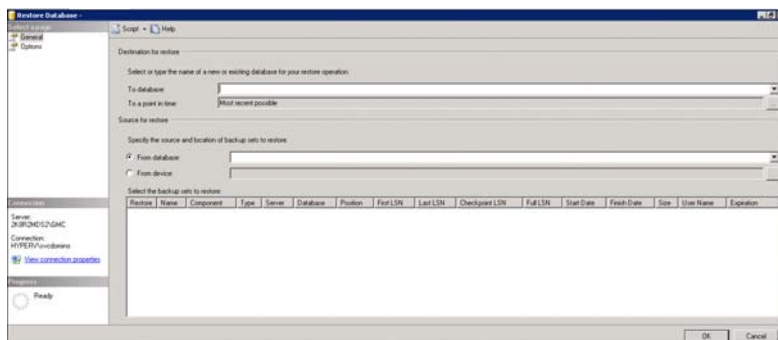 Restore Database -
Select a page
General
Options
Script Help
Destination for restore
Select or type the name of a new or existing database for your restore operation.
To database:
To a point in time: Most recent possible ...
Source for restore
Specify the source and location of backup sets to restore.
From database:
From device: ...
Select the backup sets to restore:
Restore Name Component Type Server Database Position First LSN Last LSN Checkpoint LSN Full LSN Start Date Finish Date Size User Name Expiration
Connection
Server:
2K8R2MDS2\GMC
Connection:
View connection properties
Progress
Ready
OK Cancel